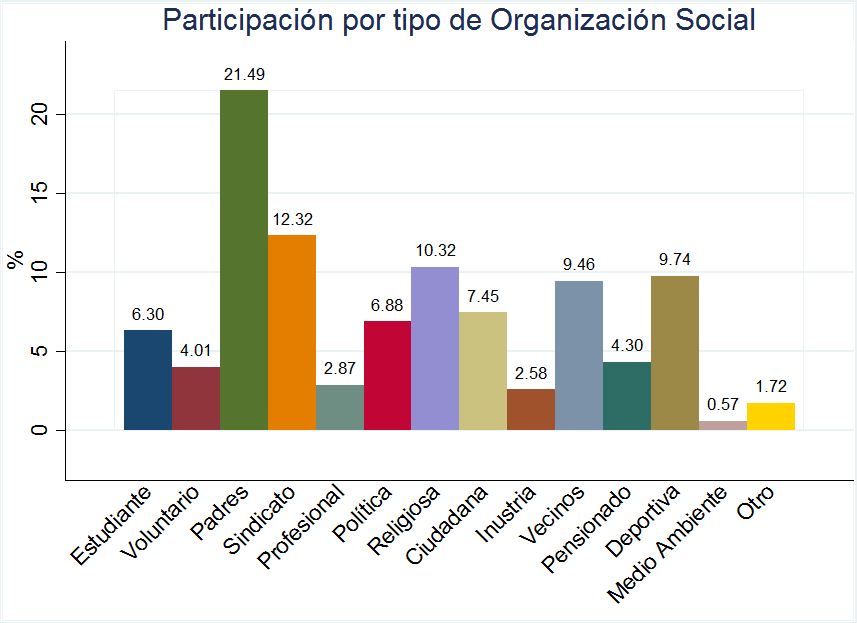 Participación por tipo de Organización Social
%
20
15
10
5
0
6.30
4.01
21.49
12.32
2.87
6.88
10.32
7.45
2.58
9.46
4.30
9.74
0.57
1.72
Estudiante
Voluntario
Padres
Sindicato
Profesional
Política
Religiosa
Ciudadana
Inustria
Vecinos
Pensionado
Deportiva
Medio Ambiente
Otro